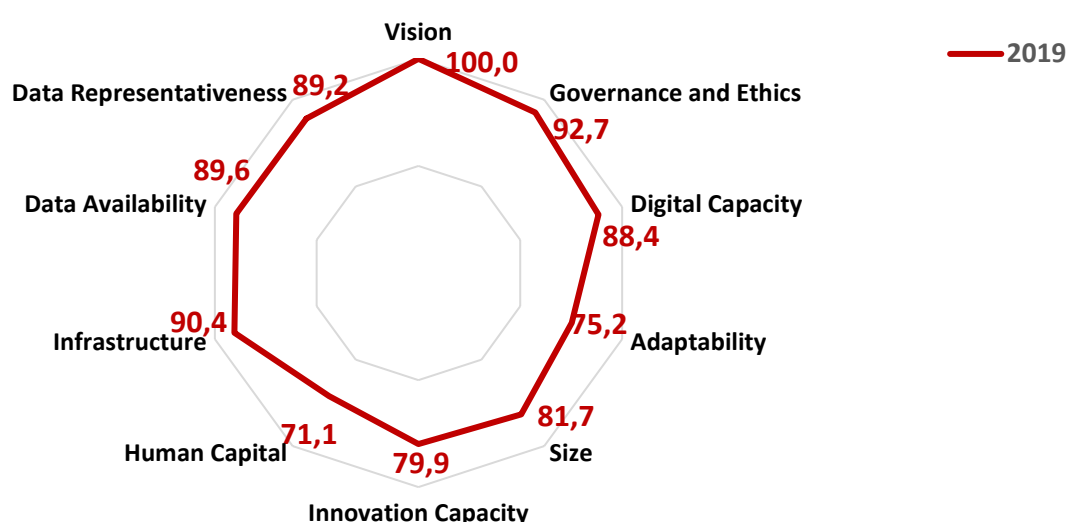 Vision
100,0
2019
Data Representativeness
89,2
Governance and Ethics
92,7
89,6
Data Availability
Digital Capacity
88,4
90,4
Infrastructure
75,2
Adaptability
71,1
Human Capital
81,7
Size
79,9
Innovation Capacity